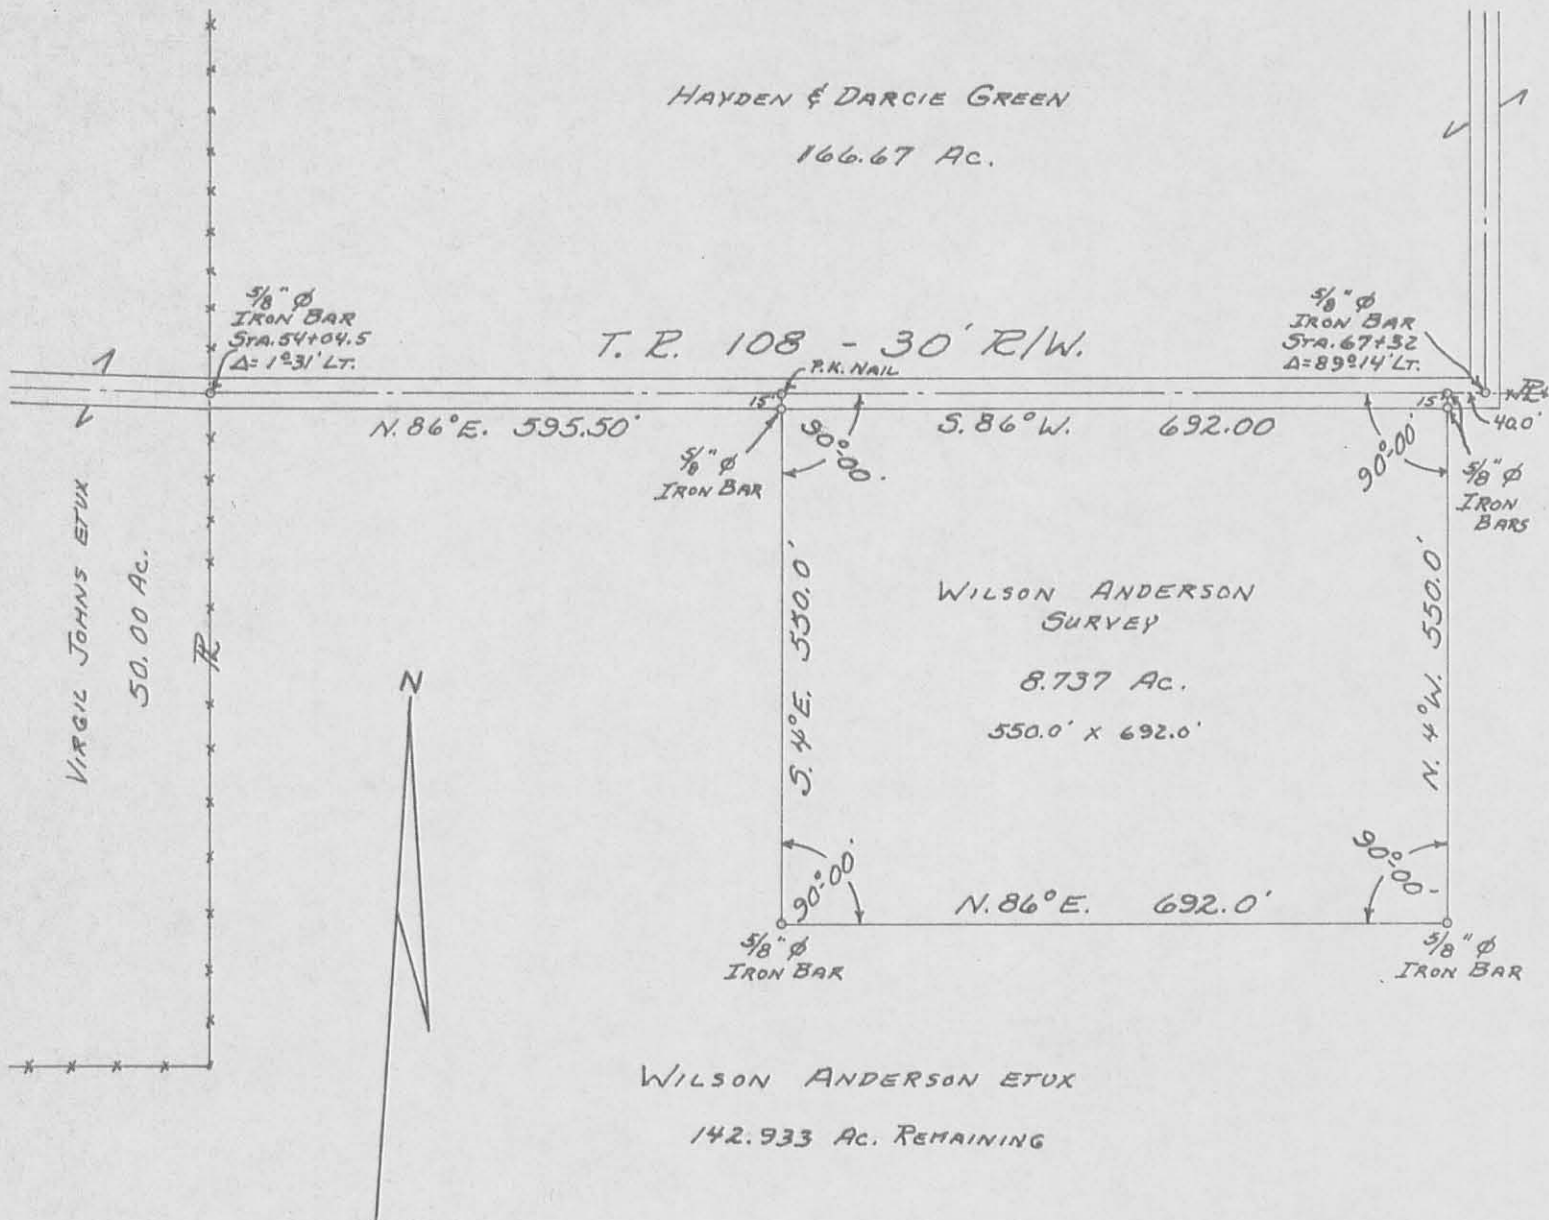 HAYDEN & DARCIE GREEN
166.67 Ac.
5/8" ϕ
IRON BAR
STA. 54+04.5
Δ= 1°31' LT.
T. R. 108 - 30' R/W.
5/8" ϕ
IRON BAR
STA. 67+32
Δ=89°14' LT.
P.K. NAIL
15'
15'
40.0'
N. 86° E. 595.50'
S. 86° W. 692.00
90°-00'
90°-00'
5/8" ϕ
IRON BAR
5/8" ϕ
IRON
BARS
VIRGIL JOHNS ETUX
50.00 Ac.
PL
N
S. 4° E. 550.0'
WILSON ANDERSON
SURVEY
8.737 Ac.
550.0' X 692.0'
N. 4° W. 550.0'
90°-00'
90°-00'
N. 86° E. 692.0'
5/8" ϕ
IRON BAR
5/8" ϕ
IRON BAR
WILSON ANDERSON ETUX
142.933 Ac. REMAINING